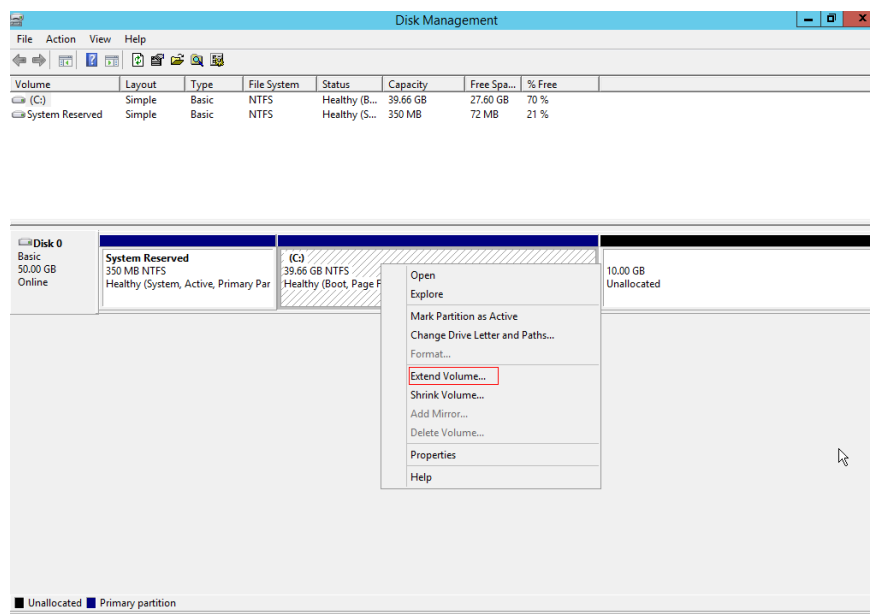 Disk Management
File Action View Help
Volume Layout Type File System Status Capacity Free Spa... % Free
(C:) Simple Basic NTFS Healthy (B... 39.66 GB 27.60 GB 70 %
System Reserved Simple Basic NTFS Healthy (S... 350 MB 72 MB 21 %
Disk 0
Basic
50.00 GB
Online
System Reserved
350 MB NTFS
Healthy (System, Active, Primary Par
(C:)
39.66 GB NTFS
Healthy (Boot, Page F
10.00 GB
Unallocated
Open
Explore
Mark Partition as Active
Change Drive Letter and Paths...
Format...
Extend Volume...
Shrink Volume...
Add Mirror...
Delete Volume...
Properties
Help
Unallocated Primary partition